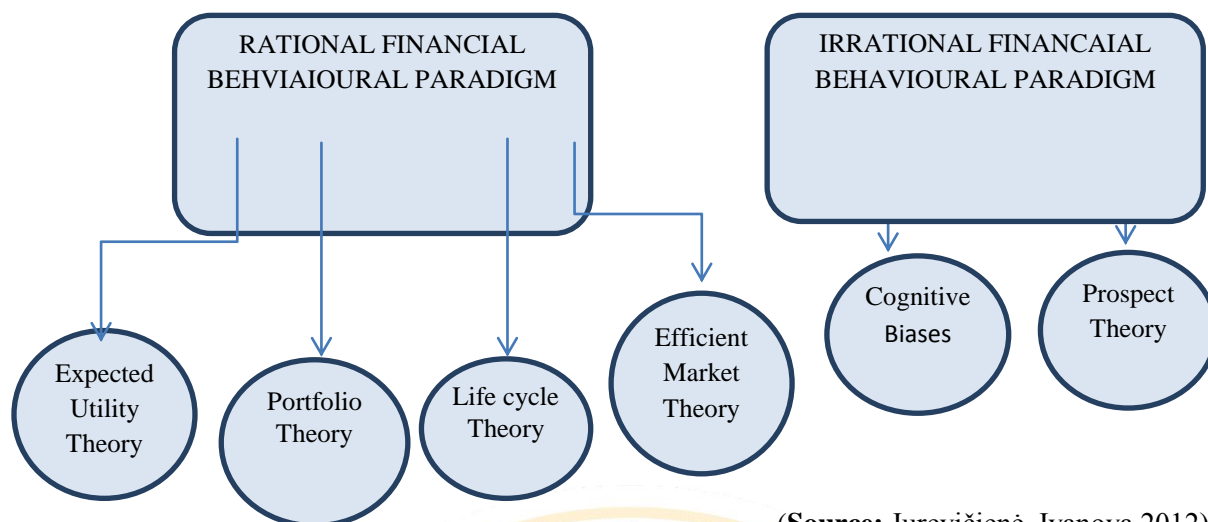 RATIONAL FINANCIAL
BEHVIAIOURAL PARADIGM
IRRATIONAL FINANCAIAL
BEHAVIOURAL PARADIGM
Expected
Utility
Theory
Portfolio
Theory
Life cycle
Theory
Efficient
Market
Theory
Cognitive
Biases
Prospect
Theory
(Source: Jurevičienė, Ivanova 2012)